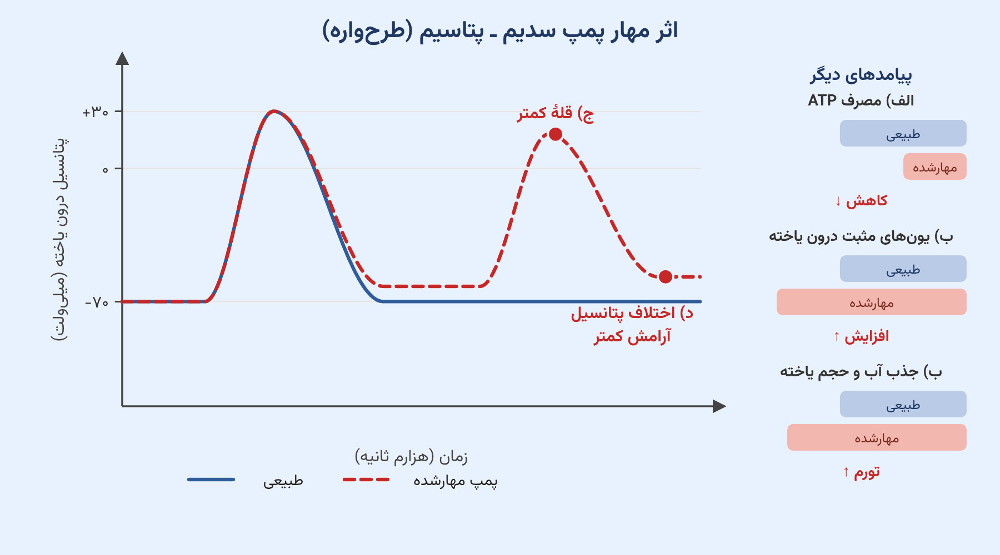 اثر مهار پمپ سدیم ـ پتاسیم (طرح‌واره)
پیامدهای دیگر
الف) مصرف ATP
طبیعی
مهارشده
کاهش ↓
ب) یون‌های مثبت درون یاخته
طبیعی
مهارشده
افزایش ↑
ب) جذب آب و حجم یاخته
طبیعی
مهارشده
تورم ↑
پتانسیل درون یاخته (میلی‌ولت)
+۳۰
۰
−۷۰
ج) قلهٔ کمتر
د) اختلاف پتانسیل
آرامش کمتر
زمان (هزارم ثانیه)
پمپ مهارشده
طبیعی